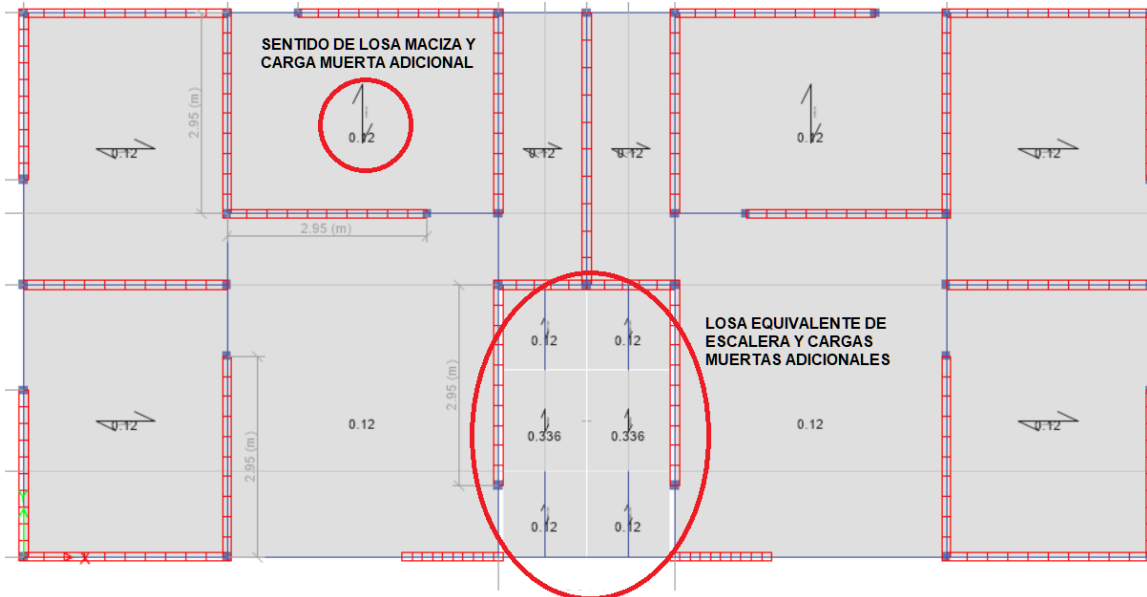 SENTIDO DE LOSA MACIZA Y
CARGA MUERTA ADICIONAL
2.95 (m)
0.12
0.12
0.12
0.12
0.12
0.12
2.95 (m)
LOSA EQUIVALENTE DE
ESCALERA Y CARGAS
MUERTAS ADICIONALES
0.12
0.12
2.95 (m)
0.12
0.12
0.336
0.336
0.12
0.12
2.95 (m)
Y
0.12
0.12
X